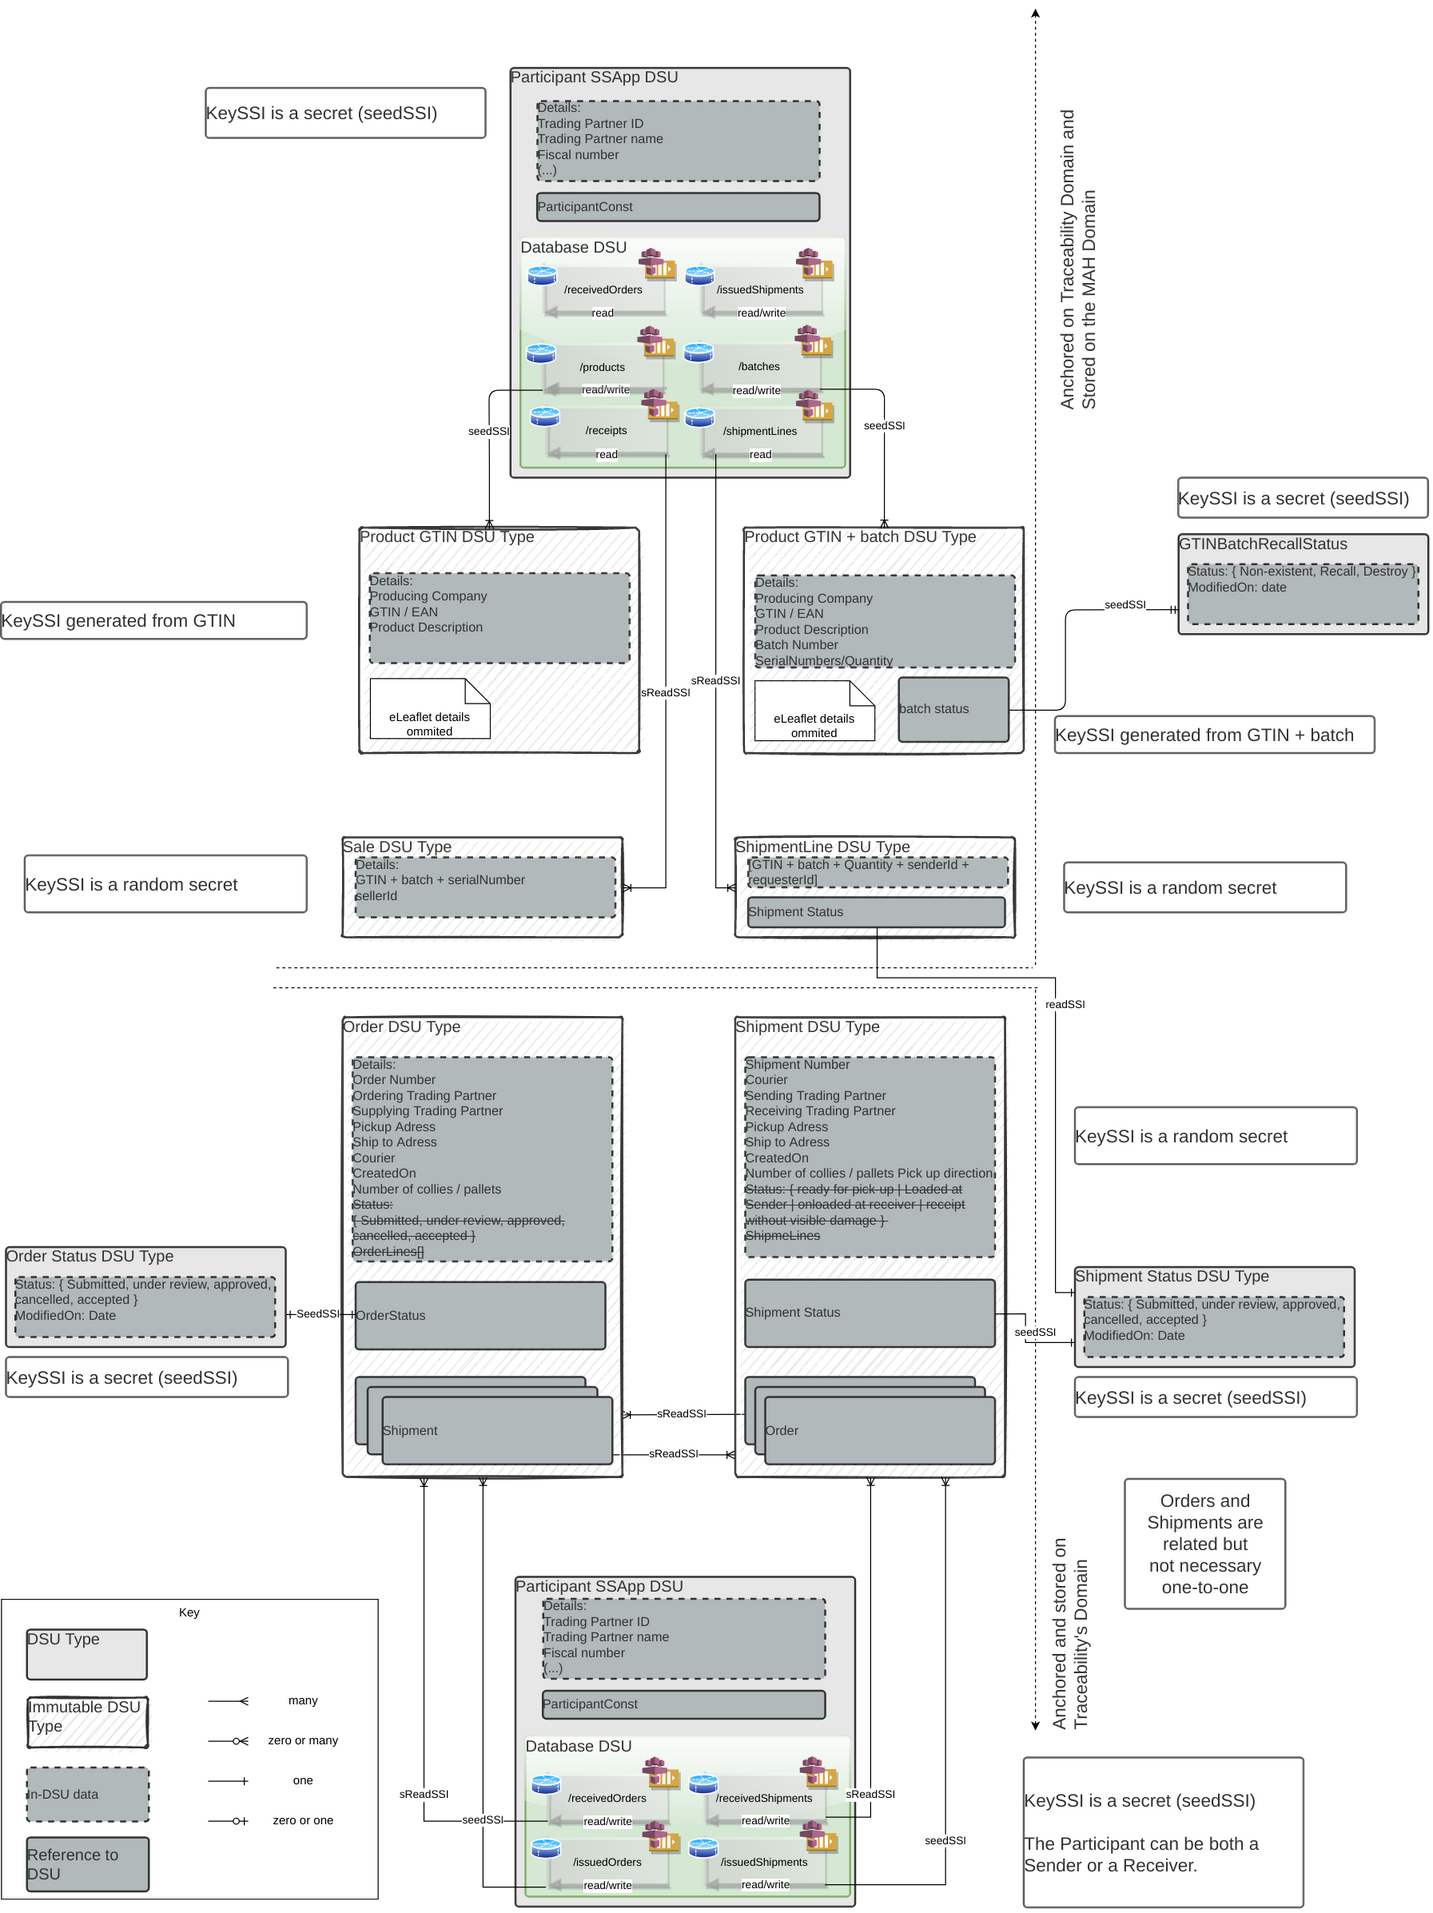 Participant SSApp DSU
KeySSI is a secret (seedSSI)
Details:
Trading Partner ID
Trading Partner name
Fiscal number
(...)
ParticipantConst
Database DSU
/receivedOrders
read
/issuedShipments
read/write
/products
read/write
/batches
read/write
/receipts
read
/shipmentLines
read
seedSSI
seedSSI
Anchored on Traceability Domain and
Stored on the MAH Domain
KeySSI is a secret (seedSSI)
GTINBatchRecallStatus
Status: { Non-existent, Recall, Destroy }
ModifiedOn: date
seedSSI
Product GTIN DSU Type
Details:
Producing Company
GTIN / EAN
Product Description
eLeaflet details
ommited
KeySSI generated from GTIN
sReadSSI
sReadSSI
Product GTIN + batch DSU Type
Details:
Producing Company
GTIN / EAN
Product Description
Batch Number
SerialNumbers/Quantity
eLeaflet details
ommited
batch status
KeySSI generated from GTIN + batch
KeySSI is a random secret
Sale DSU Type
Details:
GTIN + batch + serialNumber
sellerId
ShipmentLine DSU Type
[GTIN + batch + Quantity + senderId +
requesterId]
Shipment Status
KeySSI is a random secret
readSSI
Order DSU Type
Details:
Order Number
Ordering Trading Partner
Supplying Trading Partner
Pickup Adress
Ship to Adress
Courier
CreatedOn
Number of collies / pallets
Status:
{ Submitted, under review, approved,
cancelled, accepted }
OrderLines[]
OrderStatus
Shipment
Shipment DSU Type
Shipment Number
Courier
Sending Trading Partner
Receiving Trading Partner
Pickup Adress
Ship to Adress
CreatedOn
Number of collies / pallets Pick up direction
Status: { ready for pick-up | Loaded at
Sender | onloaded at receiver | receipt
without visible damage }
ShipmeLines
Shipment Status
Order
KeySSI is a random secret
Order Status DSU Type
Status: { Submitted, under review, approved,
cancelled, accepted }
ModifiedOn: Date
SeedSSI
KeySSI is a secret (seedSSI)
seedSSI
Shipment Status DSU Type
Status: { Submitted, under review, approved,
cancelled, accepted }
ModifiedOn: Date
KeySSI is a secret (seedSSI)
sReadSSI
sReadSSI
Orders and
Shipments are
related but
not necessary
one-to-one
Anchored and stored on
Traceability's Domain
Participant SSApp DSU
Details:
Trading Partner ID
Trading Partner name
Fiscal number
(...)
ParticipantConst
Database DSU
/receivedOrders
read/write
/receivedShipments
read/write
/issuedOrders
read/write
/issuedShipments
read/write
sReadSSI
seedSSI
sReadSSI
seedSSI
Key
DSU Type
Immutable DSU
Type
In-DSU data
Reference to
DSU
many
zero or many
one
zero or one
KeySSI is a secret (seedSSI)
The Participant can be both a
Sender or a Receiver.